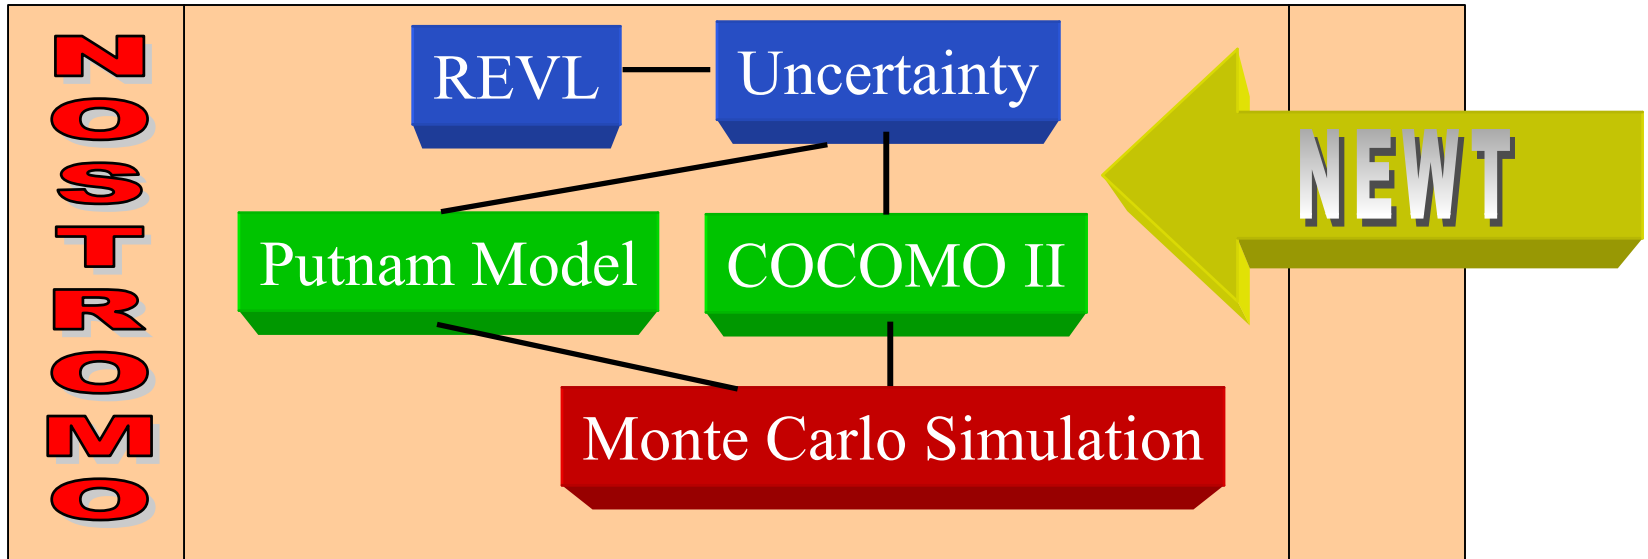 NOSTROMO
REVL
Uncertainty
NEWT
Putnam Model
COCOMO II
Monte Carlo Simulation